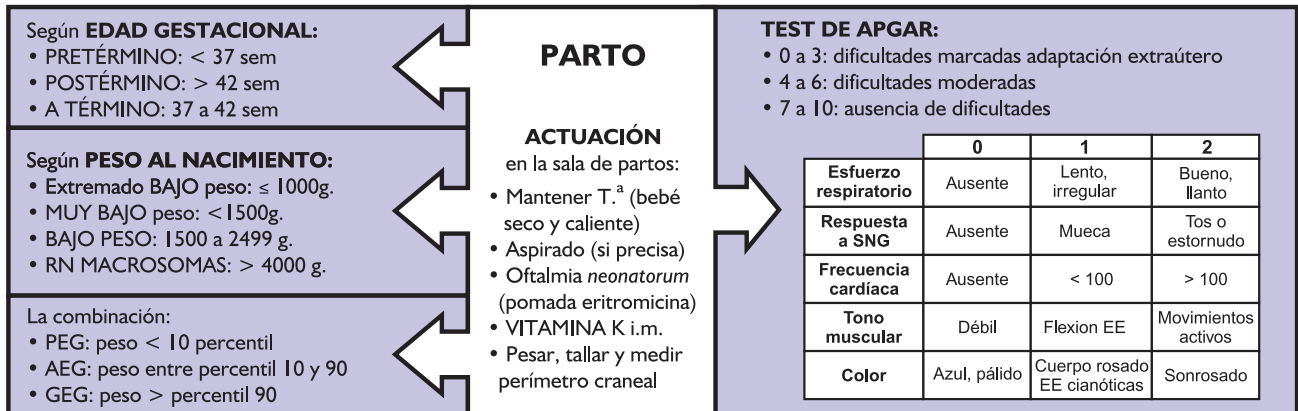 Según EDAD GESTACIONAL:
• PRETÉRMINO: < 37 sem
• POSTÉRMINO: > 42 sem
• A TÉRMINO: 37 a 42 sem
Según PESO AL NACIMIENTO:
• Extremado BAJO peso: ≤ 1000g.
• MUY BAJO peso: <1500g.
• BAJO PESO: 1500 a 2499 g.
• RN MACROSOMAS: > 4000 g.
La combinación:
• PEG: peso < 10 percentil
• AEG: peso entre percentil 10 y 90
• GEG: peso > percentil 90
PARTO
ACTUACIÓN
en la sala de partos:
• Mantener T.ª (bebé
seco y caliente)
• Aspirado (si precisa)
• Oftalmia neonatorum
(pomada eritromicina)
• VITAMINA K i.m.
• Pesar, tallar y medir
perímetro craneal
TEST DE APGAR:
• 0 a 3: dificultades marcadas adaptación extraútero
• 4 a 6: dificultades moderadas
• 7 a 10: ausencia de dificultades
0 1 2
Esfuerzo
respiratorio
Ausente
Lento,
irregular
Bueno,
llanto
Respuesta
a SNG
Ausente
Mueca
Tos o
estornudo
Frecuencia
cardíaca
Ausente
< 100
> 100
Tono
muscular
Débil
Flexion EE
Movimientos
activos
Color
Azul, pálido
Cuerpo rosado
EE cianóticas
Sonrosado